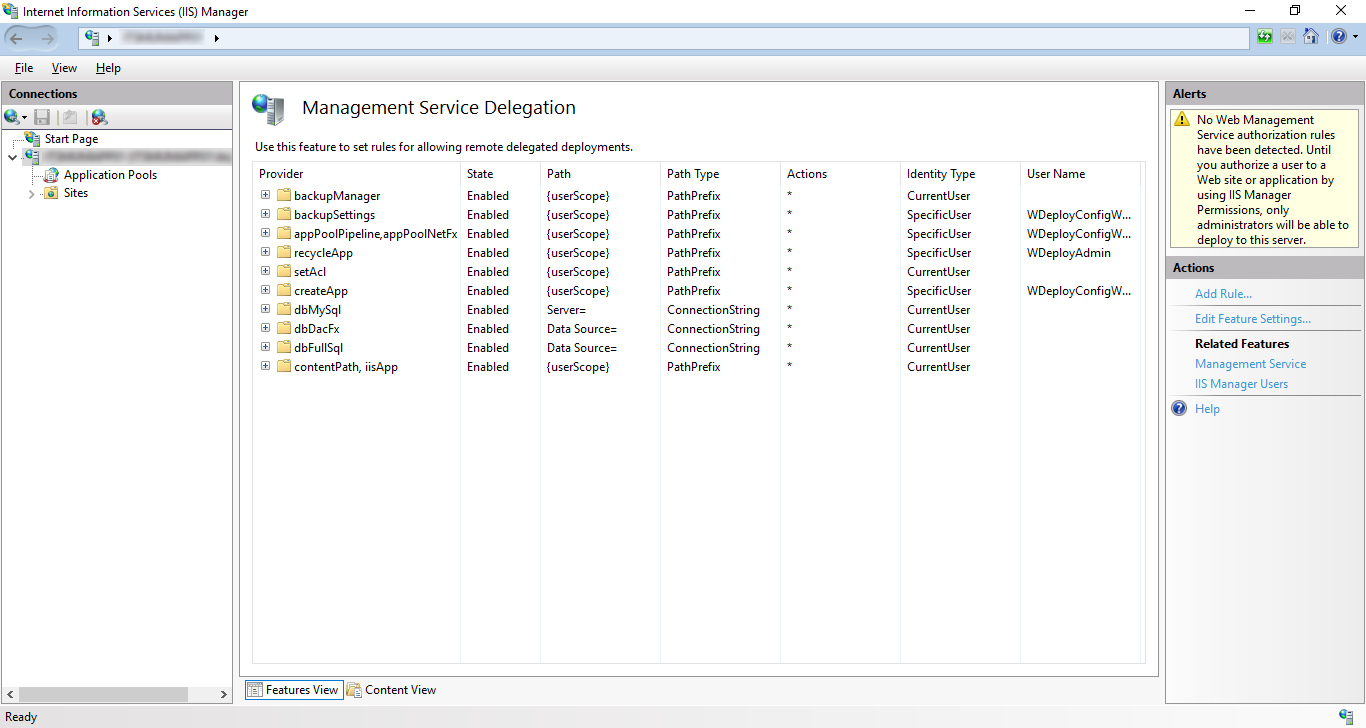 Internet Information Services (IIS) Manager
File View Help
Connections
Start Page
Application Pools
Sites
Management Service Delegation
Use this feature to set rules for allowing remote delegated deployments.
Provider State Path Path Type Actions Identity Type User Name
backupManager Enabled {userScope} PathPrefix * CurrentUser
backupSettings Enabled {userScope} PathPrefix * SpecificUser WDeployConfigW...
appPoolPipeline,appPoolNetFx Enabled {userScope} PathPrefix * SpecificUser WDeployConfigW...
recycleApp Enabled {userScope} PathPrefix * SpecificUser WDeployAdmin
setAcl Enabled {userScope} PathPrefix * CurrentUser
createApp Enabled {userScope} PathPrefix * SpecificUser WDeployConfigW...
dbMySql Enabled Server= ConnectionString * CurrentUser
dbDacFx Enabled Data Source= ConnectionString * CurrentUser
dbFullSql Enabled Data Source= ConnectionString * CurrentUser
contentPath, iisApp Enabled {userScope} PathPrefix * CurrentUser
Features View Content View
Alerts
No Web Management
Service authorization rules
have been detected. Until
you authorize a user to a
Web site or application by
using IIS Manager
Permissions, only
administrators will be able to
deploy to this server.
Actions
Add Rule...
Edit Feature Settings...
Related Features
Management Service
IIS Manager Users
Help
Ready